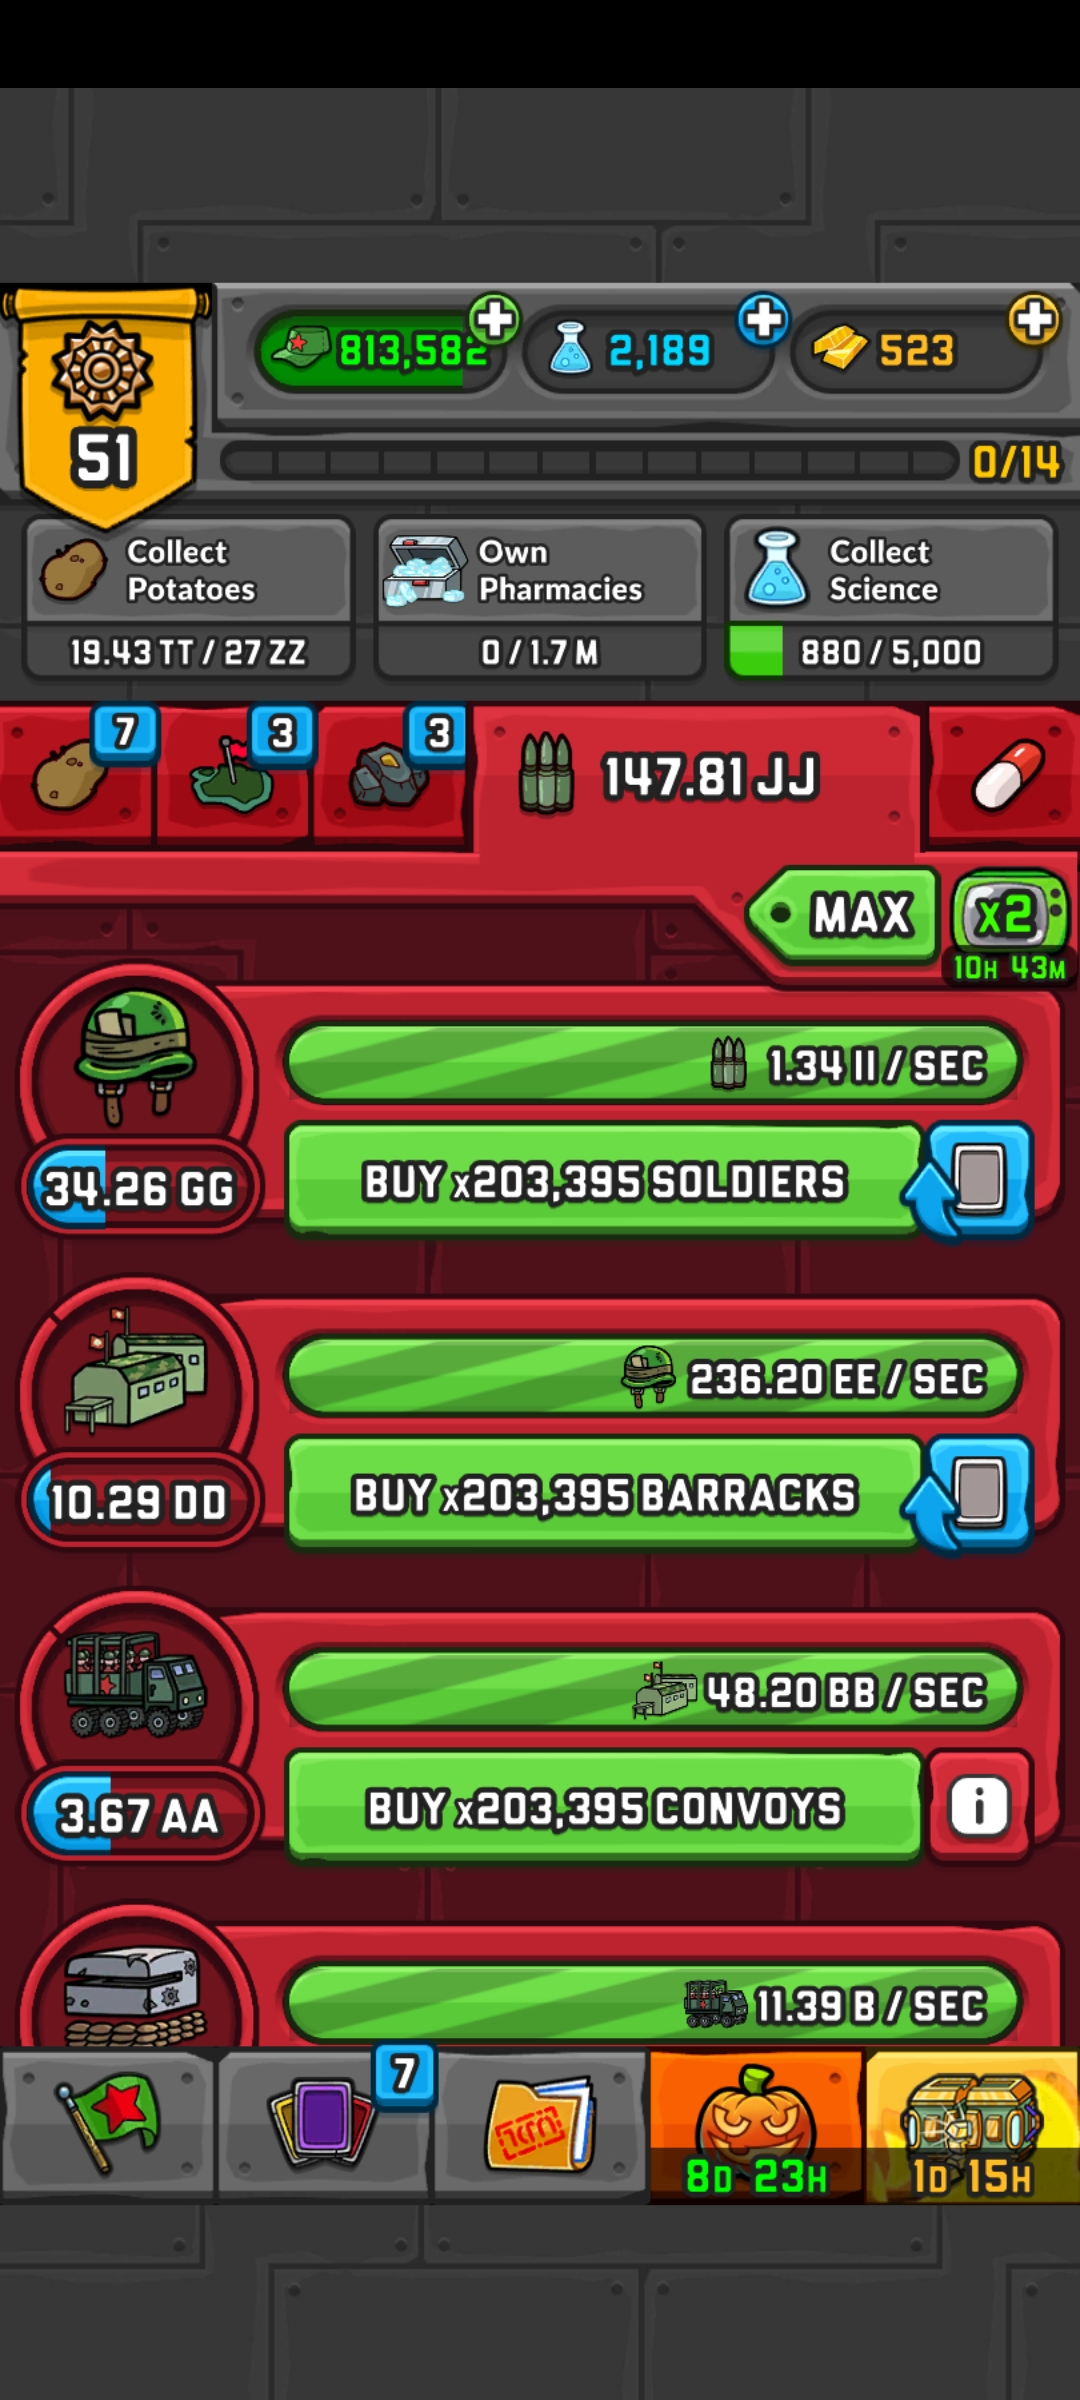 813,582
2,189
523
51
0/14
Collect
Potatoes
19.43 TT / 27 ZZ
Own
Pharmacies
0 / 1.7 M
Collect
Science
880 / 5,000
7
3
3
147.81 JJ
MAX
x2
10H 43M
1.34 II / SEC
34.26 GG
BUY x203,395 SOLDIERS
236.20 EE / SEC
10.29 DD
BUY x203,395 BARRACKS
48.20 BB / SEC
3.67 AA
BUY x203,395 CONVOYS
i
11.39 B / SEC
7
8D 23H
1D 15H